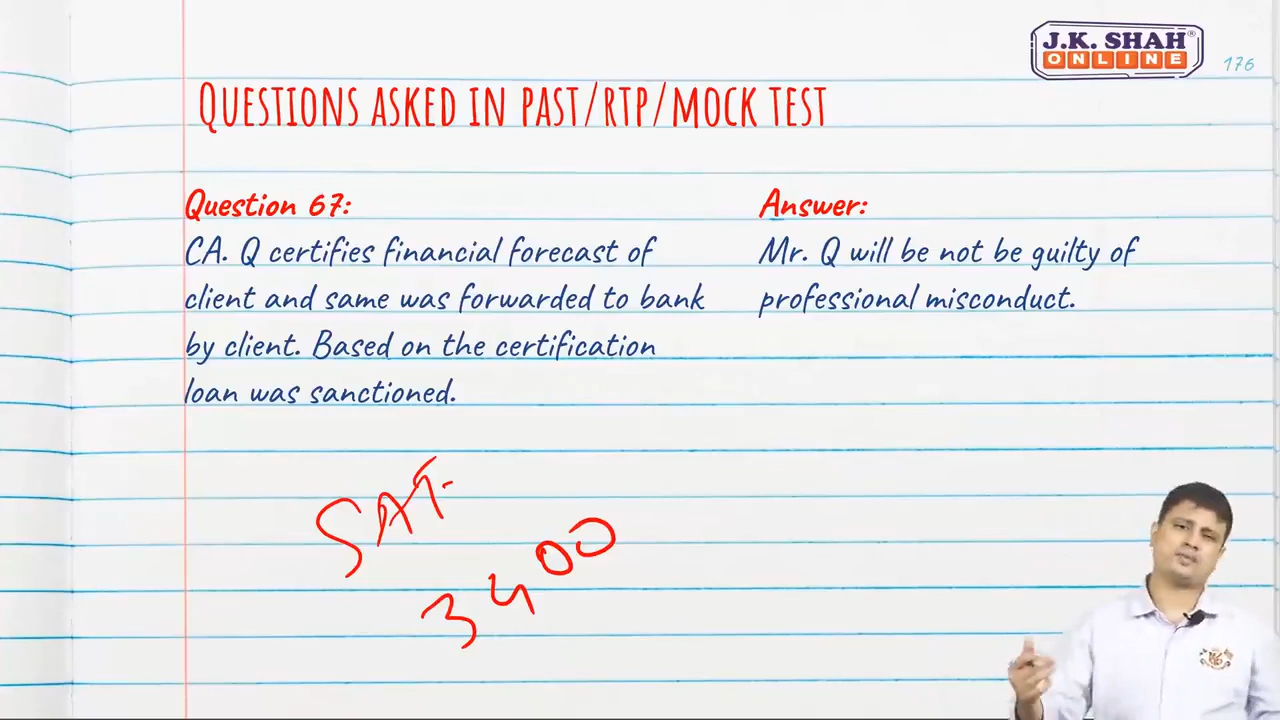 J.K. SHAH®
ONLINE
176
QUESTIONS ASKED IN PAST/RTP/MOCK TEST
Question 67:
CA. Q certifies financial forecast of
client and same was forwarded to bank
by client. Based on the certification
loan was sanctioned.
Answer:
Mr. Q will be not be guilty of
professional misconduct.
SAE
3400